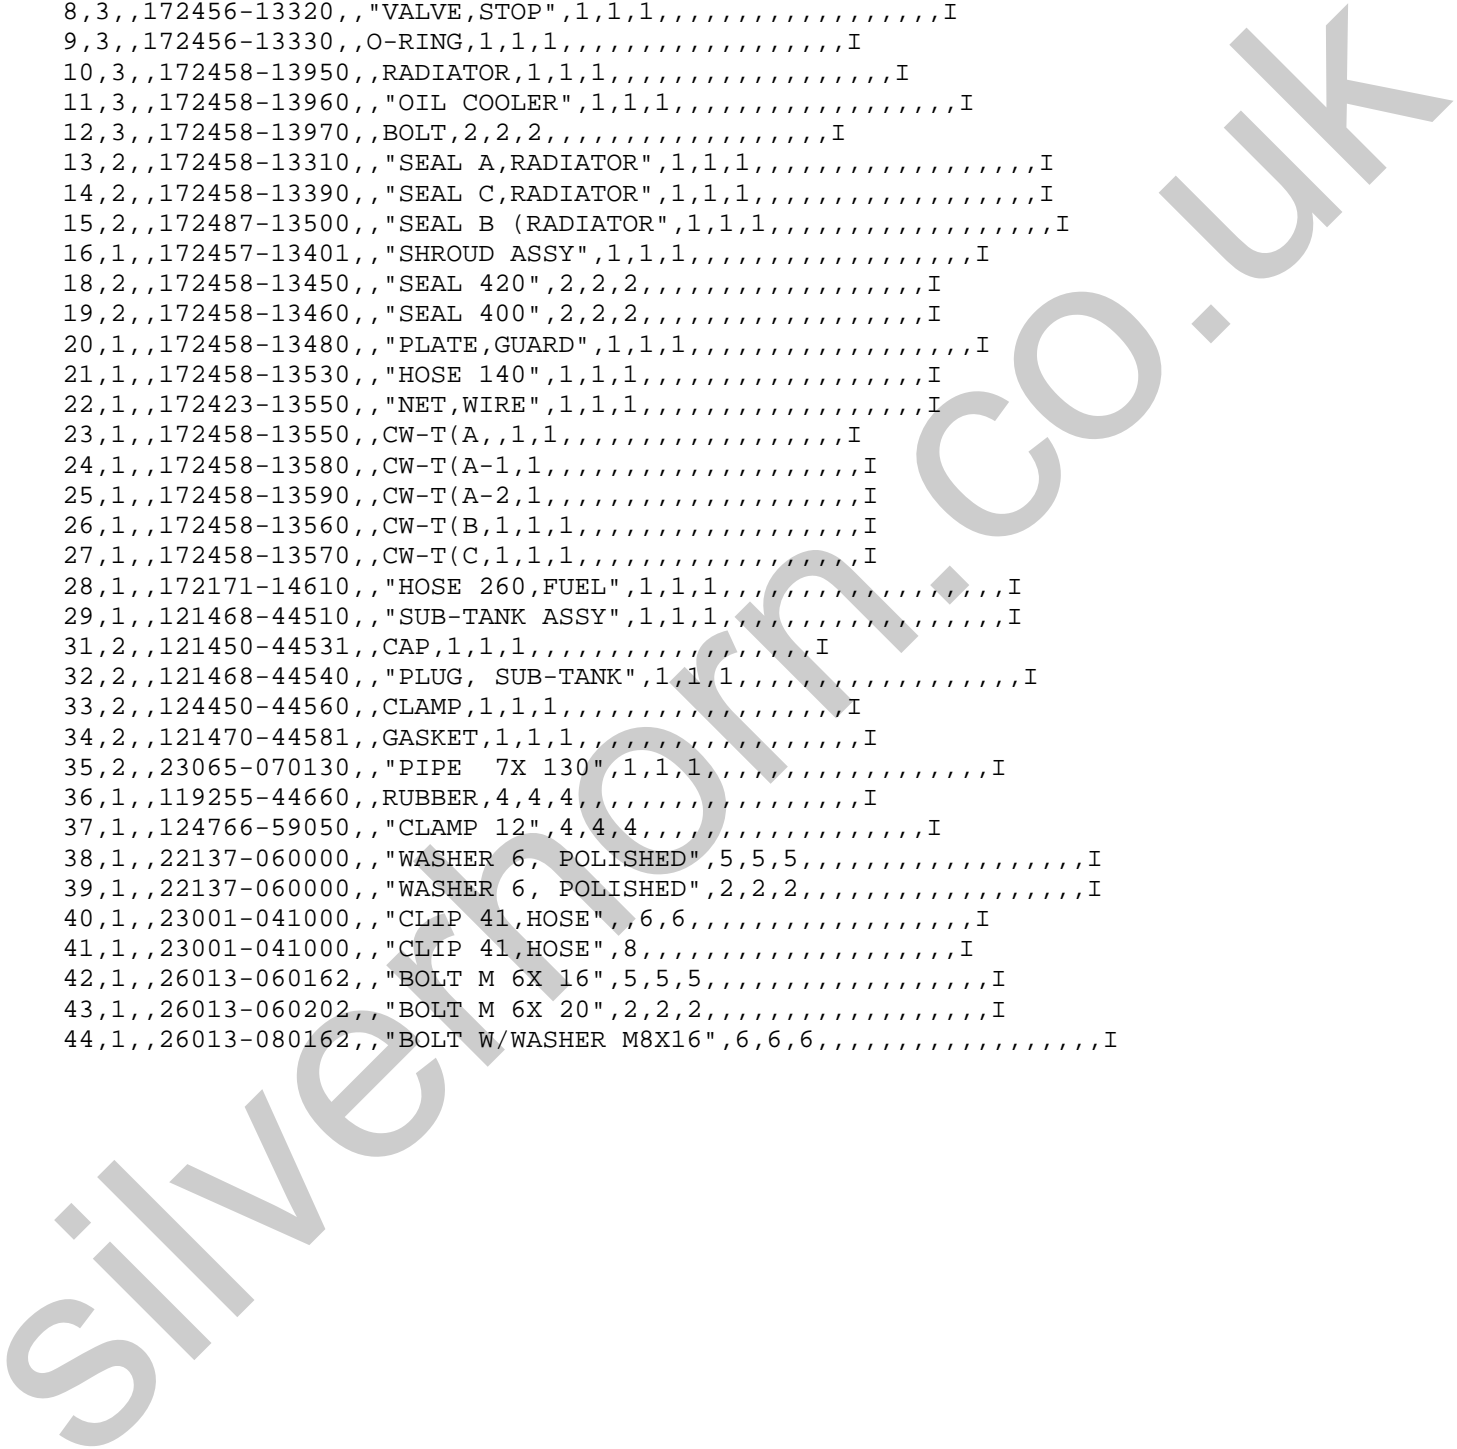 8,3,,172456-13320,,"VALVE,STOP",1,1,1,,,,,,,,,,,,,,,,,,I
9,3,,172456-13330,,O-RING,1,1,1,,,,,,,,,,,,,,,,,,I
10,3,,172458-13950,,RADIATOR,1,1,1,,,,,,,,,,,,,,,,,,I
11,3,,172458-13960,,"OIL COOLER",1,1,1,,,,,,,,,,,,,,,,,,I
12,3,,172458-13970,,BOLT,2,2,2,,,,,,,,,,,,,,,,,,I
13,2,,172458-13310,,"SEAL A,RADIATOR",1,1,1,,,,,,,,,,,,,,,,,,I
14,2,,172458-13390,,"SEAL C,RADIATOR",1,1,1,,,,,,,,,,,,,,,,,,I
15,2,,172487-13500,,"SEAL B (RADIATOR",1,1,1,,,,,,,,,,,,,,,,,,I
16,1,,172457-13401,,"SHROUD ASSY",1,1,1,,,,,,,,,,,,,,,,,,I
18,2,,172458-13450,,"SEAL 420",2,2,2,,,,,,,,,,,,,,,,,,I
19,2,,172458-13460,,"SEAL 400",2,2,2,,,,,,,,,,,,,,,,,,I
20,1,,172458-13480,,"PLATE,GUARD",1,1,1,,,,,,,,,,,,,,,,,,I
21,1,,172458-13530,,"HOSE 140",1,1,1,,,,,,,,,,,,,,,,,,I
22,1,,172423-13550,,"NET,WIRE",1,1,1,,,,,,,,,,,,,,,,,,I
23,1,,172458-13550,,CW-T(A,,1,1,,,,,,,,,,,,,,,,,,I
24,1,,172458-13580,,CW-T(A-1,1,,,,,,,,,,,,,,,,,,,,I
25,1,,172458-13590,,CW-T(A-2,1,,,,,,,,,,,,,,,,,,,,I
26,1,,172458-13560,,CW-T(B,1,1,1,,,,,,,,,,,,,,,,,,I
27,1,,172458-13570,,CW-T(C,1,1,1,,,,,,,,,,,,,,,,,,I
28,1,,172171-14610,,"HOSE 260,FUEL",1,1,1,,,,,,,,,,,,,,,,,,I
29,1,,121468-44510,,"SUB-TANK ASSY",1,1,1,,,,,,,,,,,,,,,,,,I
31,2,,121450-44531,,CAP,1,1,1,,,,,,,,,,,,,,,,,,I
32,2,,121468-44540,,"PLUG, SUB-TANK",1,1,1,,,,,,,,,,,,,,,,,,I
33,2,,124450-44560,,CLAMP,1,1,1,,,,,,,,,,,,,,,,,,I
34,2,,121470-44581,,GASKET,1,1,1,,,,,,,,,,,,,,,,,,I
35,2,,23065-070130,,"PIPE  7X 130",1,1,1,,,,,,,,,,,,,,,,,,I
36,1,,119255-44660,,RUBBER,4,4,4,,,,,,,,,,,,,,,,,,I
37,1,,124766-59050,,"CLAMP 12",4,4,4,,,,,,,,,,,,,,,,,,I
38,1,,22137-060000,,"WASHER 6, POLISHED",5,5,5,,,,,,,,,,,,,,,,,,I
39,1,,22137-060000,,"WASHER 6, POLISHED",2,2,2,,,,,,,,,,,,,,,,,,I
40,1,,23001-041000,,"CLIP 41,HOSE",,6,6,,,,,,,,,,,,,,,,,,I
41,1,,23001-041000,,"CLIP 41,HOSE",8,,,,,,,,,,,,,,,,,,,,I
42,1,,26013-060162,,"BOLT M 6X 16",5,5,5,,,,,,,,,,,,,,,,,,I
43,1,,26013-060202,,"BOLT M 6X 20",2,2,2,,,,,,,,,,,,,,,,,,I
44,1,,26013-080162,,"BOLT W/WASHER M8X16",6,6,6,,,,,,,,,,,,,,,,,,I
silverhorn.co.uk